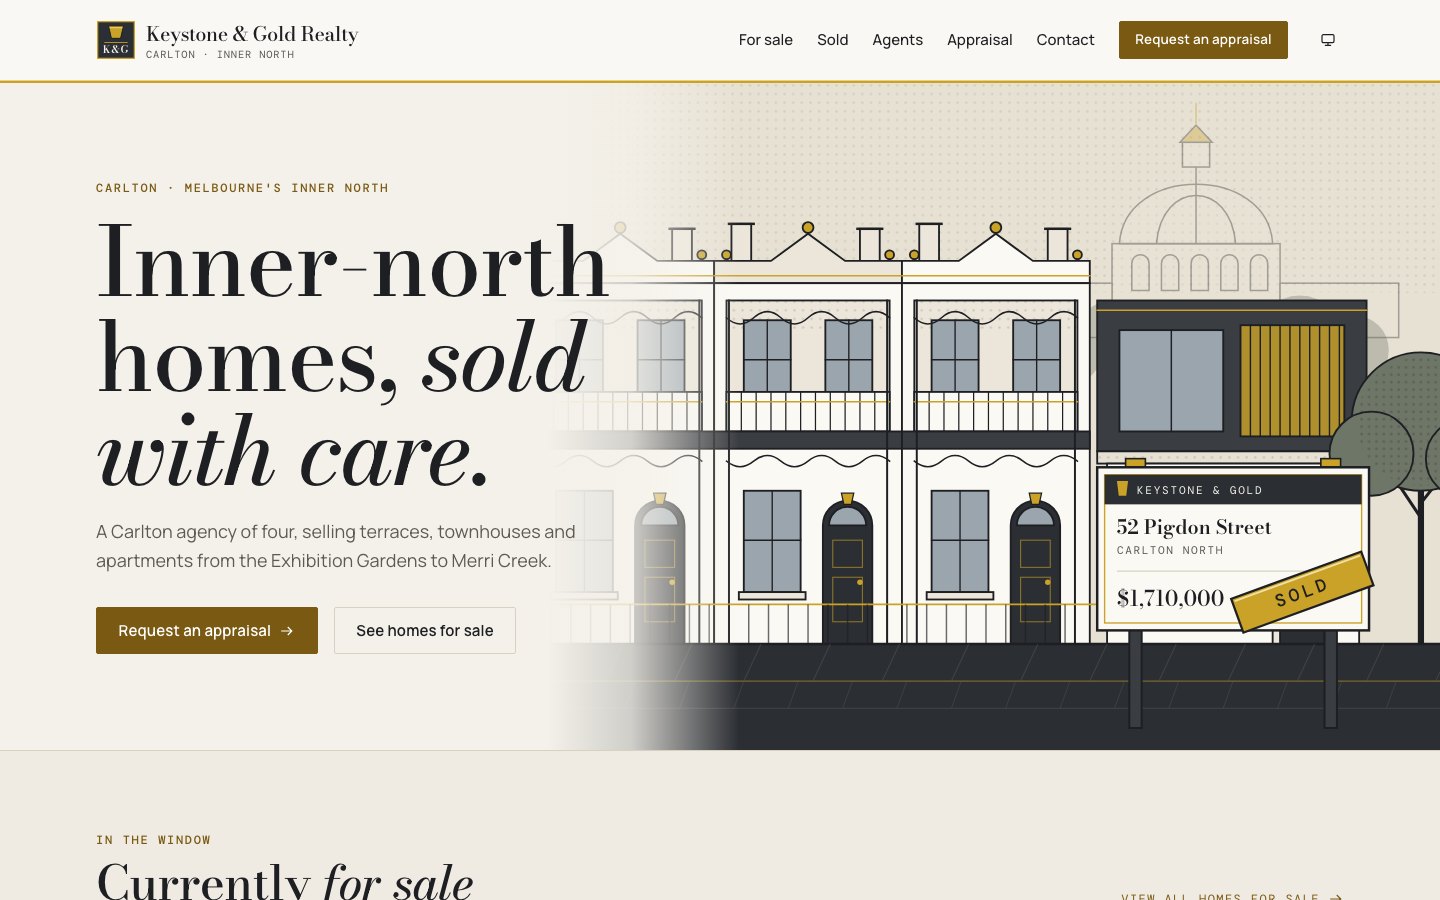 K&G
Keystone & Gold Realty
CARLTON · INNER NORTH
For sale
Sold
Agents
Appraisal
Contact
Request an appraisal
CARLTON · MELBOURNE'S INNER NORTH
Inner-north
homes, sold
with care.
A Carlton agency of four, selling terraces, townhouses and
apartments from the Exhibition Gardens to Merri Creek.
Request an appraisal →
See homes for sale
KEYSTONE & GOLD
52 Pigdon Street
CARLTON NORTH
$1,710,000
SOLD
IN THE WINDOW
Currently for sale
VIEW ALL HOMES FOR SALE →